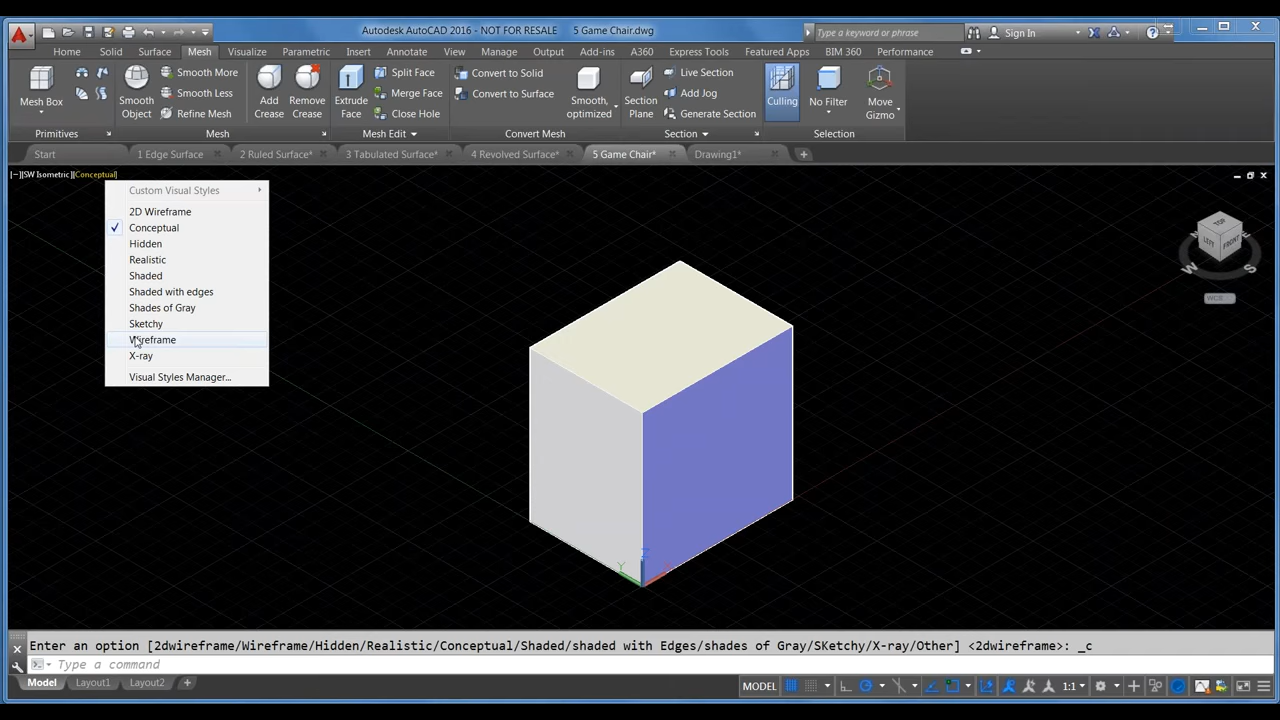 Autodesk AutoCAD 2016 - NOT FOR RESALE 5 Game Chair.dwg
Type a keyword or phrase
Sign In
Home Solid Surface Mesh Visualize Parametric Insert Annotate View Manage Output Add-ins A360 Express Tools Featured Apps BIM 360 Performance
Mesh Box
Smooth Object
Smooth More
Smooth Less
Refine Mesh
Add Crease
Remove Crease
Extrude Face
Split Face
Merge Face
Close Hole
Convert to Solid
Convert to Surface
Smooth, optimized
Section Plane
Live Section
Add Jog
Generate Section
Culling
No Filter
Move Gizmo
Primitives Mesh Mesh Edit Convert Mesh Section Selection
Start 1 Edge Surface 2 Ruled Surface* 3 Tabulated Surface* 4 Revolved Surface* 5 Game Chair* Drawing1*
[−][SW Isometric][Conceptual]
Custom Visual Styles
2D Wireframe
Conceptual
Hidden
Realistic
Shaded
Shaded with edges
Shades of Gray
Sketchy
Wireframe
X-ray
Visual Styles Manager...
TOP
LEFT FRONT
W S
WCS
Z
Y
Enter an option [2dwireframe/Wireframe/Hidden/Realistic/Conceptual/Shaded/shaded with Edges/shades of Gray/SKetchy/X-ray/Other] <2dwireframe>: _c
Type a command
Model Layout1 Layout2 +
MODEL 1:1